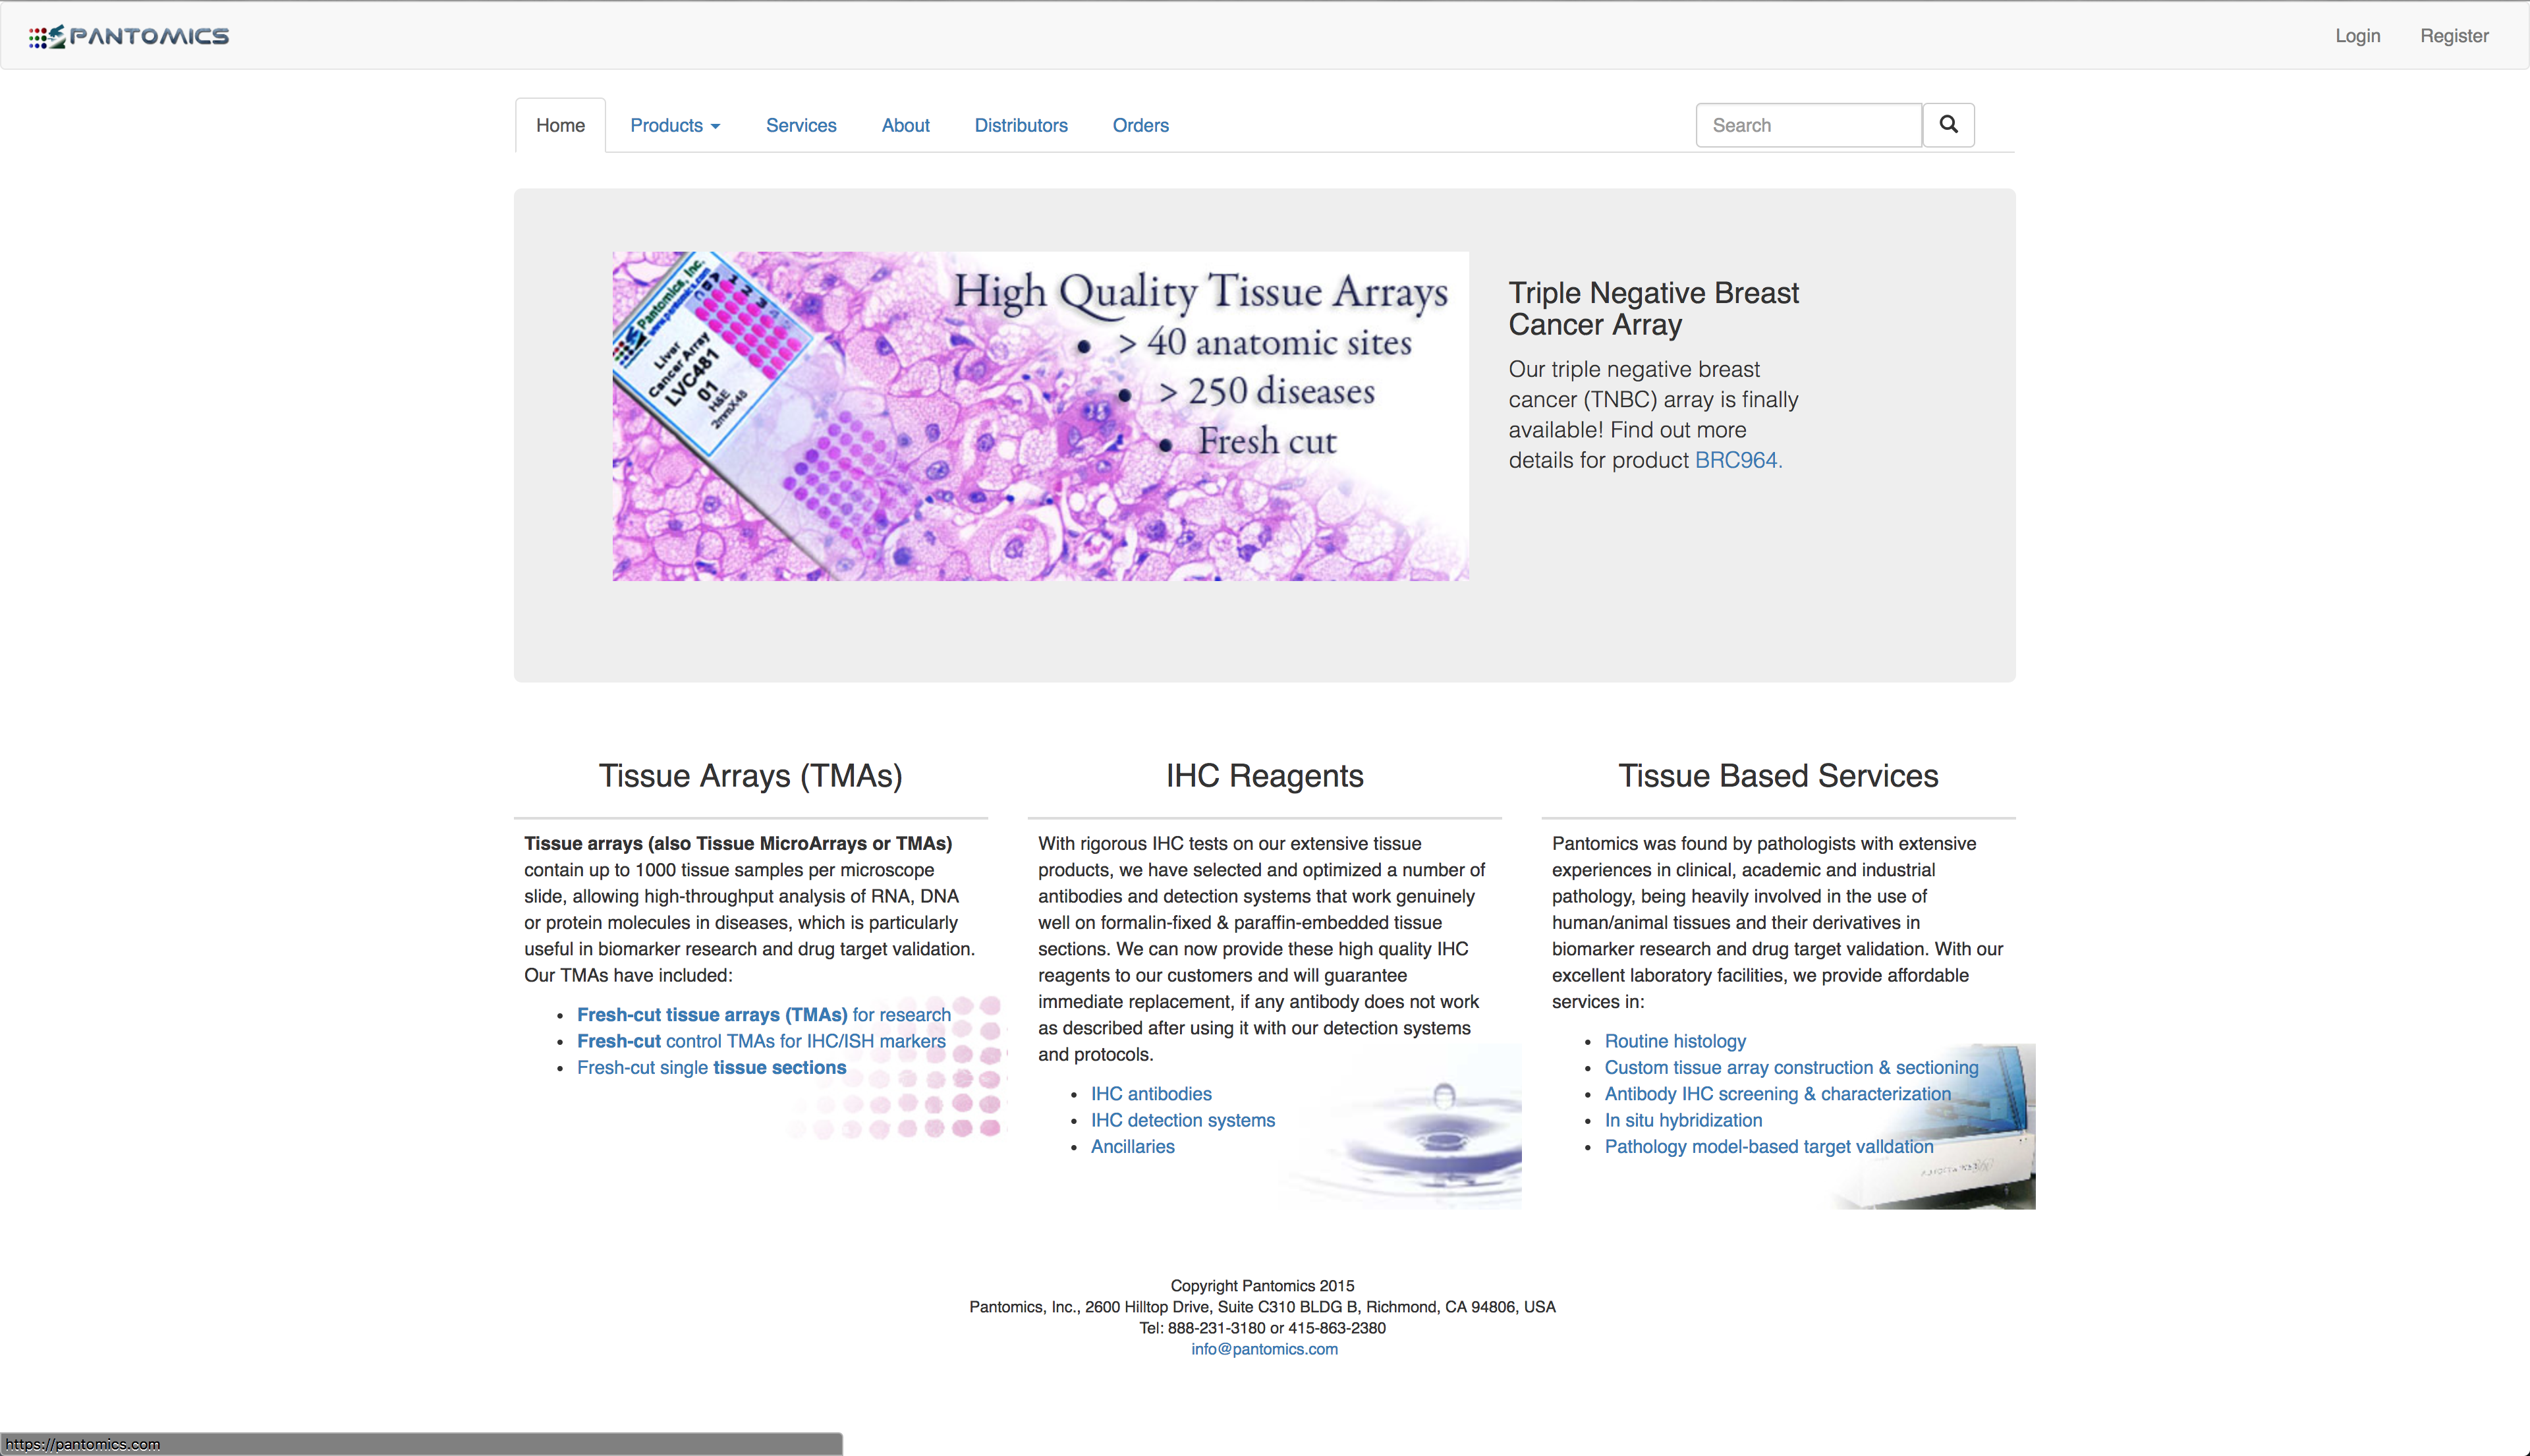 PANTOMICS
Login
Register
Home
Products
Services
About
Distributors
Orders
Search
Pantomics, Inc.
Liver
Cancer Array
LVC481
01
H&E
2mmX48
High Quality Tissue Arrays
• > 40 anatomic sites
• > 250 diseases
• Fresh cut
Triple Negative Breast
Cancer Array
Our triple negative breast
cancer (TNBC) array is finally
available! Find out more
details for product BRC964.
Tissue Arrays (TMAs)
Tissue arrays (also Tissue MicroArrays or TMAs)
contain up to 1000 tissue samples per microscope
slide, allowing high-throughput analysis of RNA, DNA
or protein molecules in diseases, which is particularly
useful in biomarker research and drug target validation.
Our TMAs have included:
• Fresh-cut tissue arrays (TMAs) for research
• Fresh-cut control TMAs for IHC/ISH markers
• Fresh-cut single tissue sections
IHC Reagents
With rigorous IHC tests on our extensive tissue
products, we have selected and optimized a number of
antibodies and detection systems that work genuinely
well on formalin-fixed & paraffin-embedded tissue
sections. We can now provide these high quality IHC
reagents to our customers and will guarantee
immediate replacement, if any antibody does not work
as described after using it with our detection systems
and protocols.
• IHC antibodies
• IHC detection systems
• Ancillaries
Tissue Based Services
Pantomics was found by pathologists with extensive
experiences in clinical, academic and industrial
pathology, being heavily involved in the use of
human/animal tissues and their derivatives in
biomarker research and drug target validation. With our
excellent laboratory facilities, we provide affordable
services in:
• Routine histology
• Custom tissue array construction & sectioning
• Antibody IHC screening & characterization
• In situ hybridization
• Pathology model-based target valldation
Copyright Pantomics 2015
Pantomics, Inc., 2600 Hilltop Drive, Suite C310 BLDG B, Richmond, CA 94806, USA
Tel: 888-231-3180 or 415-863-2380
info@pantomics.com
https://pantomics.com